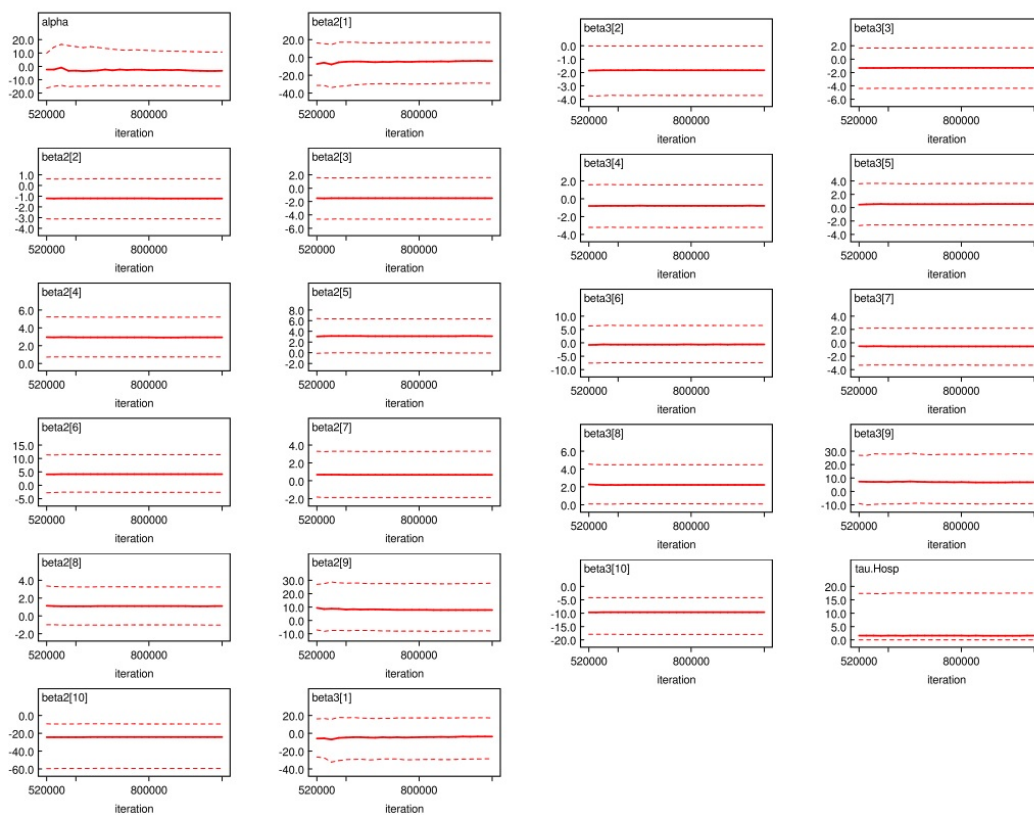 alpha
20.0
10.0
0.0
-10.0
-20.0
520000 800000
iteration
beta2[1]
20.0
0.0
-20.0
-40.0
520000 800000
iteration
beta3[2]
0.0
-1.0
-2.0
-3.0
-4.0
520000 800000
iteration
beta3[3]
2.0
0.0
-2.0
-4.0
-6.0
520000 800000
iteration
beta2[2]
1.0
0.0
-1.0
-2.0
-3.0
-4.0
520000 800000
iteration
beta2[3]
2.0
0.0
-2.0
-4.0
-6.0
520000 800000
iteration
beta3[4]
2.0
0.0
-2.0
-4.0
520000 800000
iteration
beta3[5]
4.0
2.0
0.0
-2.0
-4.0
520000 800000
iteration
beta2[4]
6.0
4.0
2.0
0.0
520000 800000
iteration
beta2[5]
8.0
6.0
4.0
2.0
0.0
-2.0
520000 800000
iteration
beta3[6]
10.0
5.0
0.0
-5.0
-10.0
520000 800000
iteration
beta3[7]
4.0
2.0
0.0
-2.0
-4.0
520000 800000
iteration
beta2[6]
15.0
10.0
5.0
0.0
-5.0
520000 800000
iteration
beta2[7]
4.0
2.0
0.0
-2.0
520000 800000
iteration
beta3[8]
6.0
4.0
2.0
0.0
520000 800000
iteration
beta3[9]
30.0
20.0
10.0
0.0
-10.0
520000 800000
iteration
beta2[8]
4.0
2.0
0.0
-2.0
520000 800000
iteration
beta2[9]
30.0
20.0
10.0
0.0
-10.0
520000 800000
iteration
beta3[10]
0.0
-5.0
-10.0
-15.0
-20.0
520000 800000
iteration
tau.Hosp
20.0
15.0
10.0
5.0
0.0
520000 800000
iteration
beta2[10]
0.0
-20.0
-40.0
-60.0
520000 800000
iteration
beta3[1]
20.0
0.0
-20.0
-40.0
520000 800000
iteration